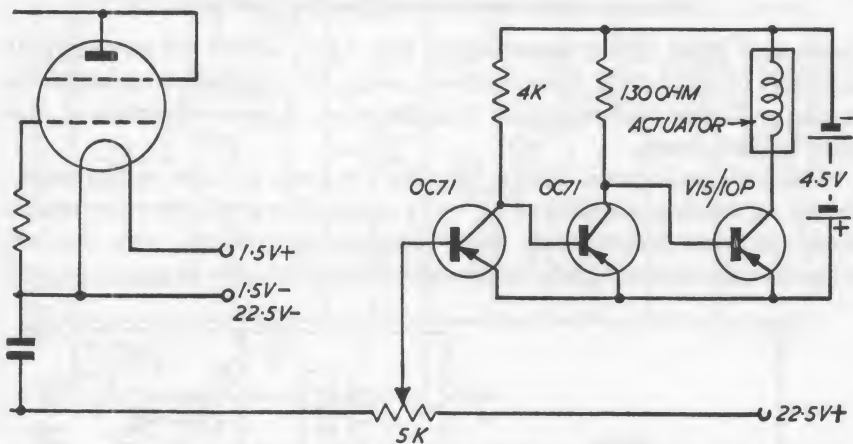 4K
130 OHM
ACTUATOR
4.5V
+
OC71
OC71
V15/10P
1.5V+
1.5V-
22.5V-
22.5V+
5K